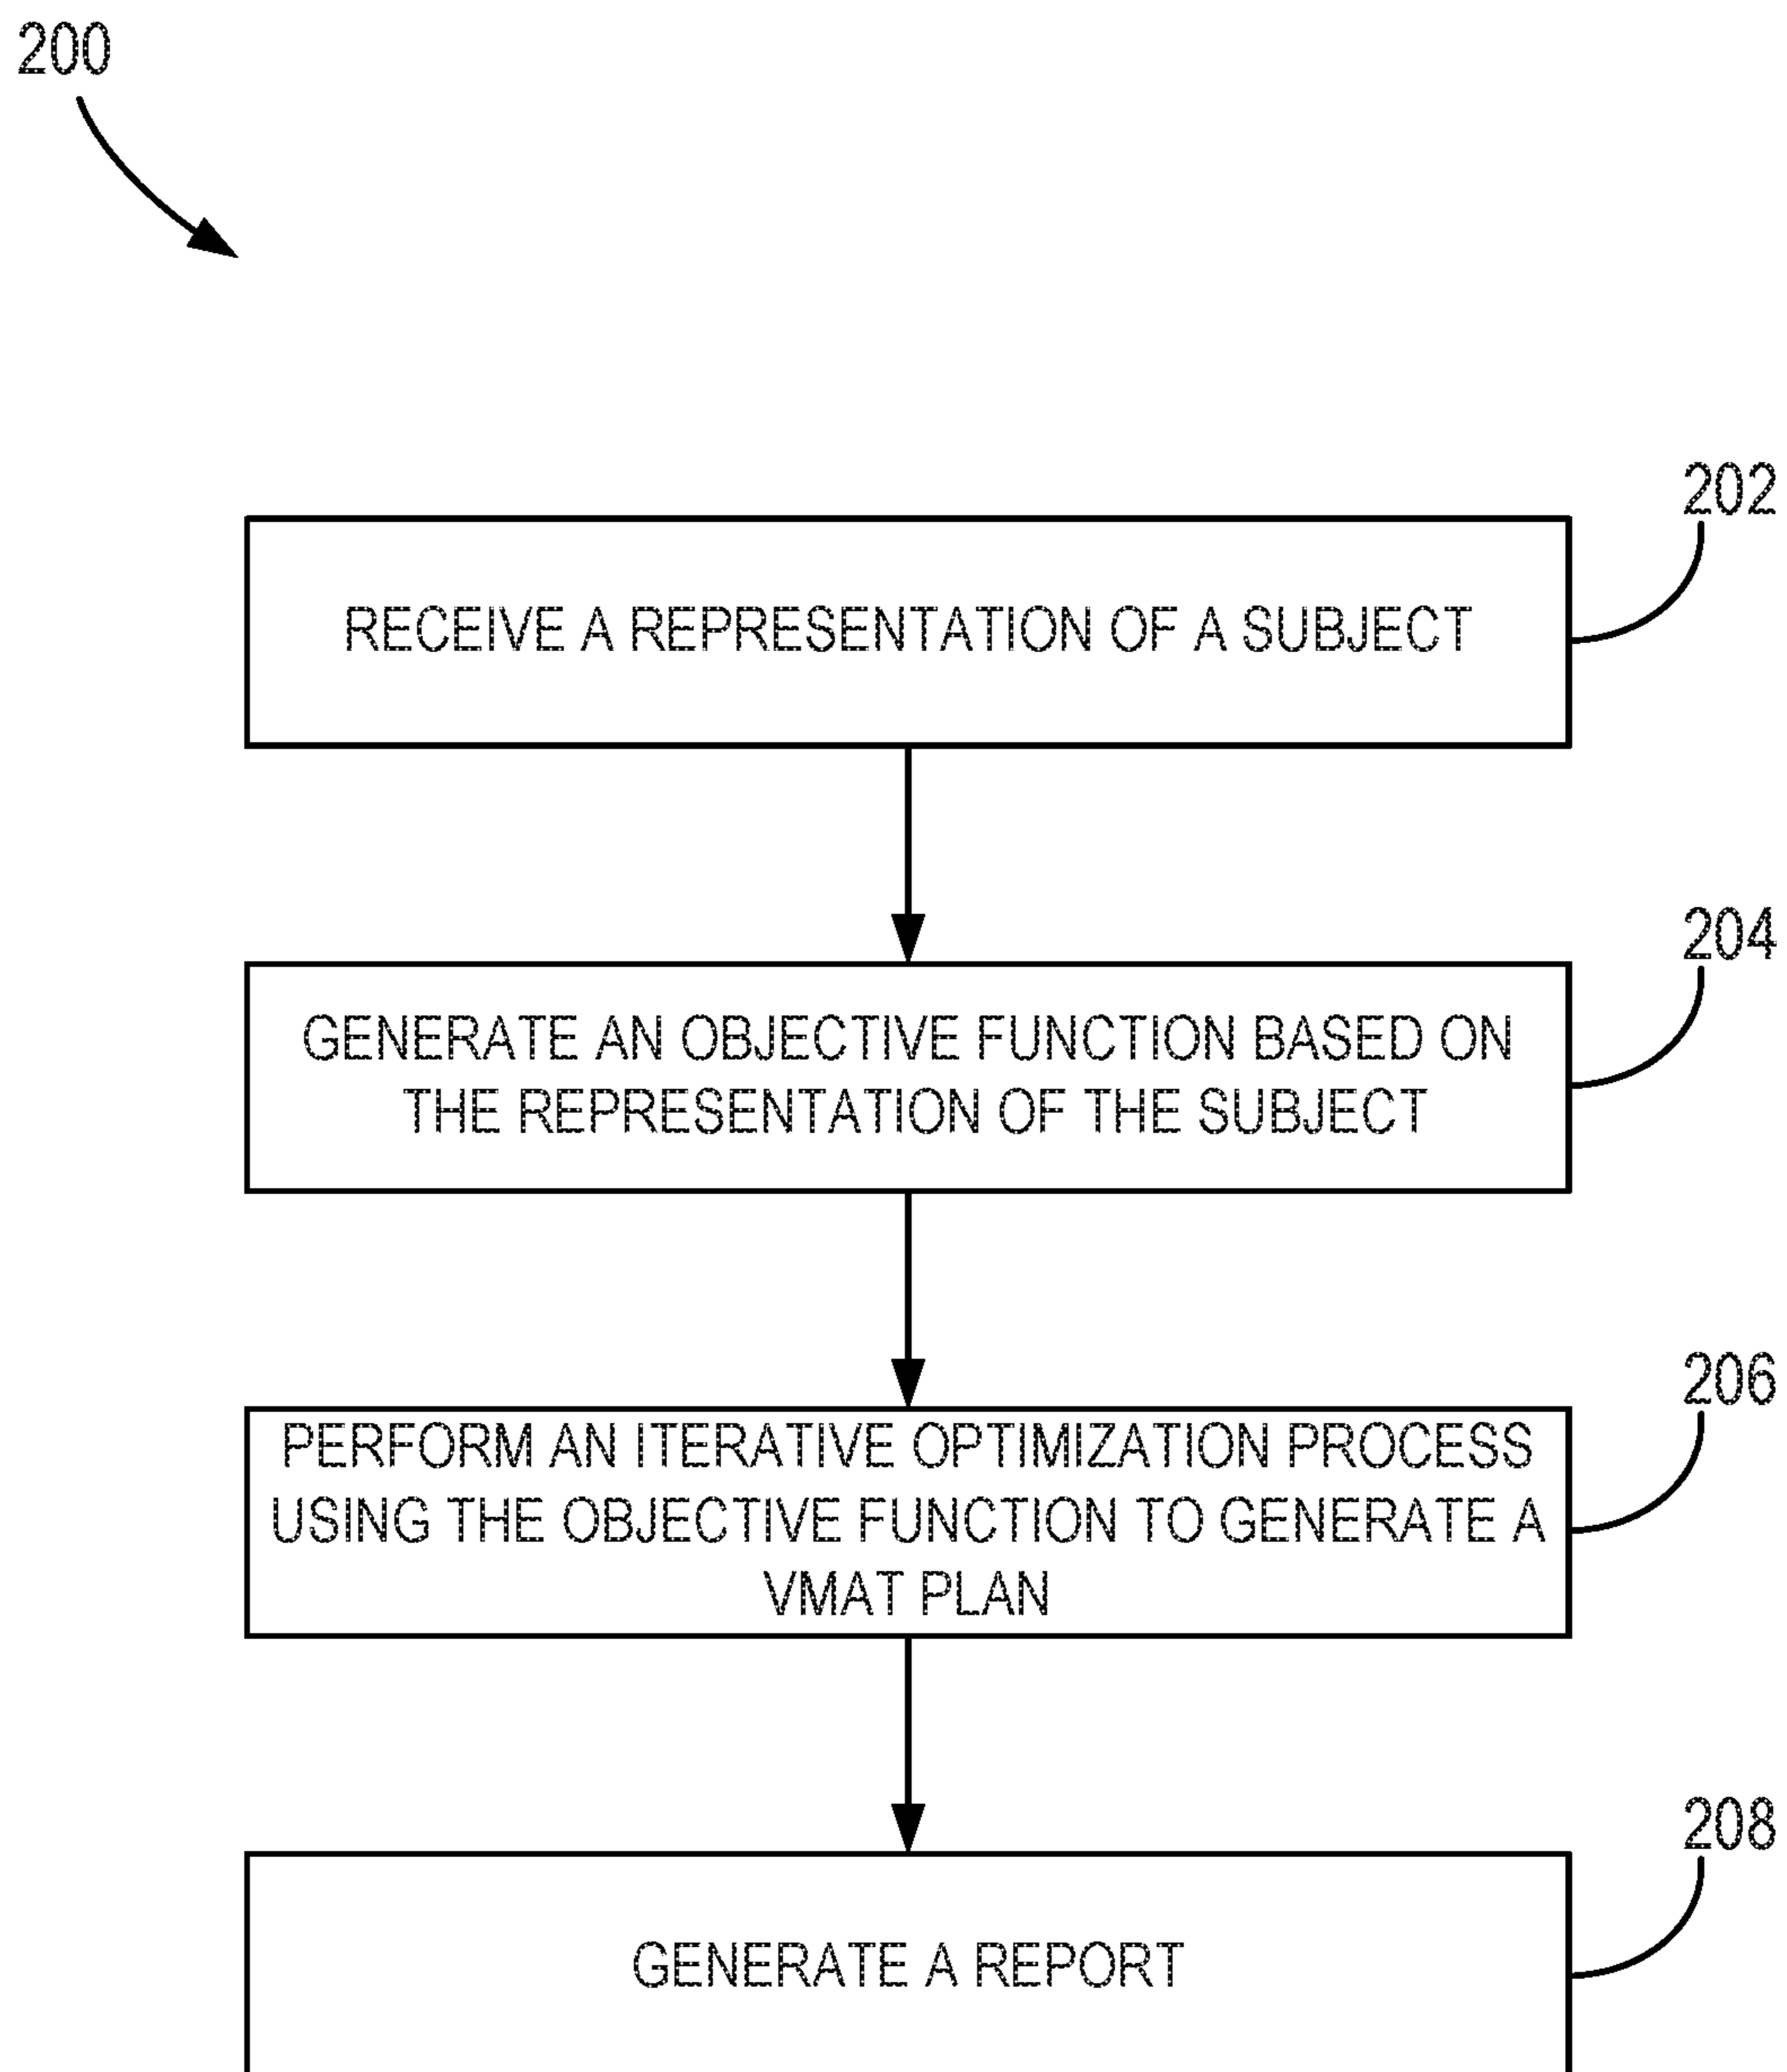 200
202
RECEIVE A REPRESENTATION OF A SUBJECT
204
GENERATE AN OBJECTIVE FUNCTION BASED ON
THE REPRESENTATION OF THE SUBJECT
206
PERFORM AN ITERATIVE OPTIMIZATION PROCESS
USING THE OBJECTIVE FUNCTION TO GENERATE A
VMAT PLAN
208
GENERATE A REPORT